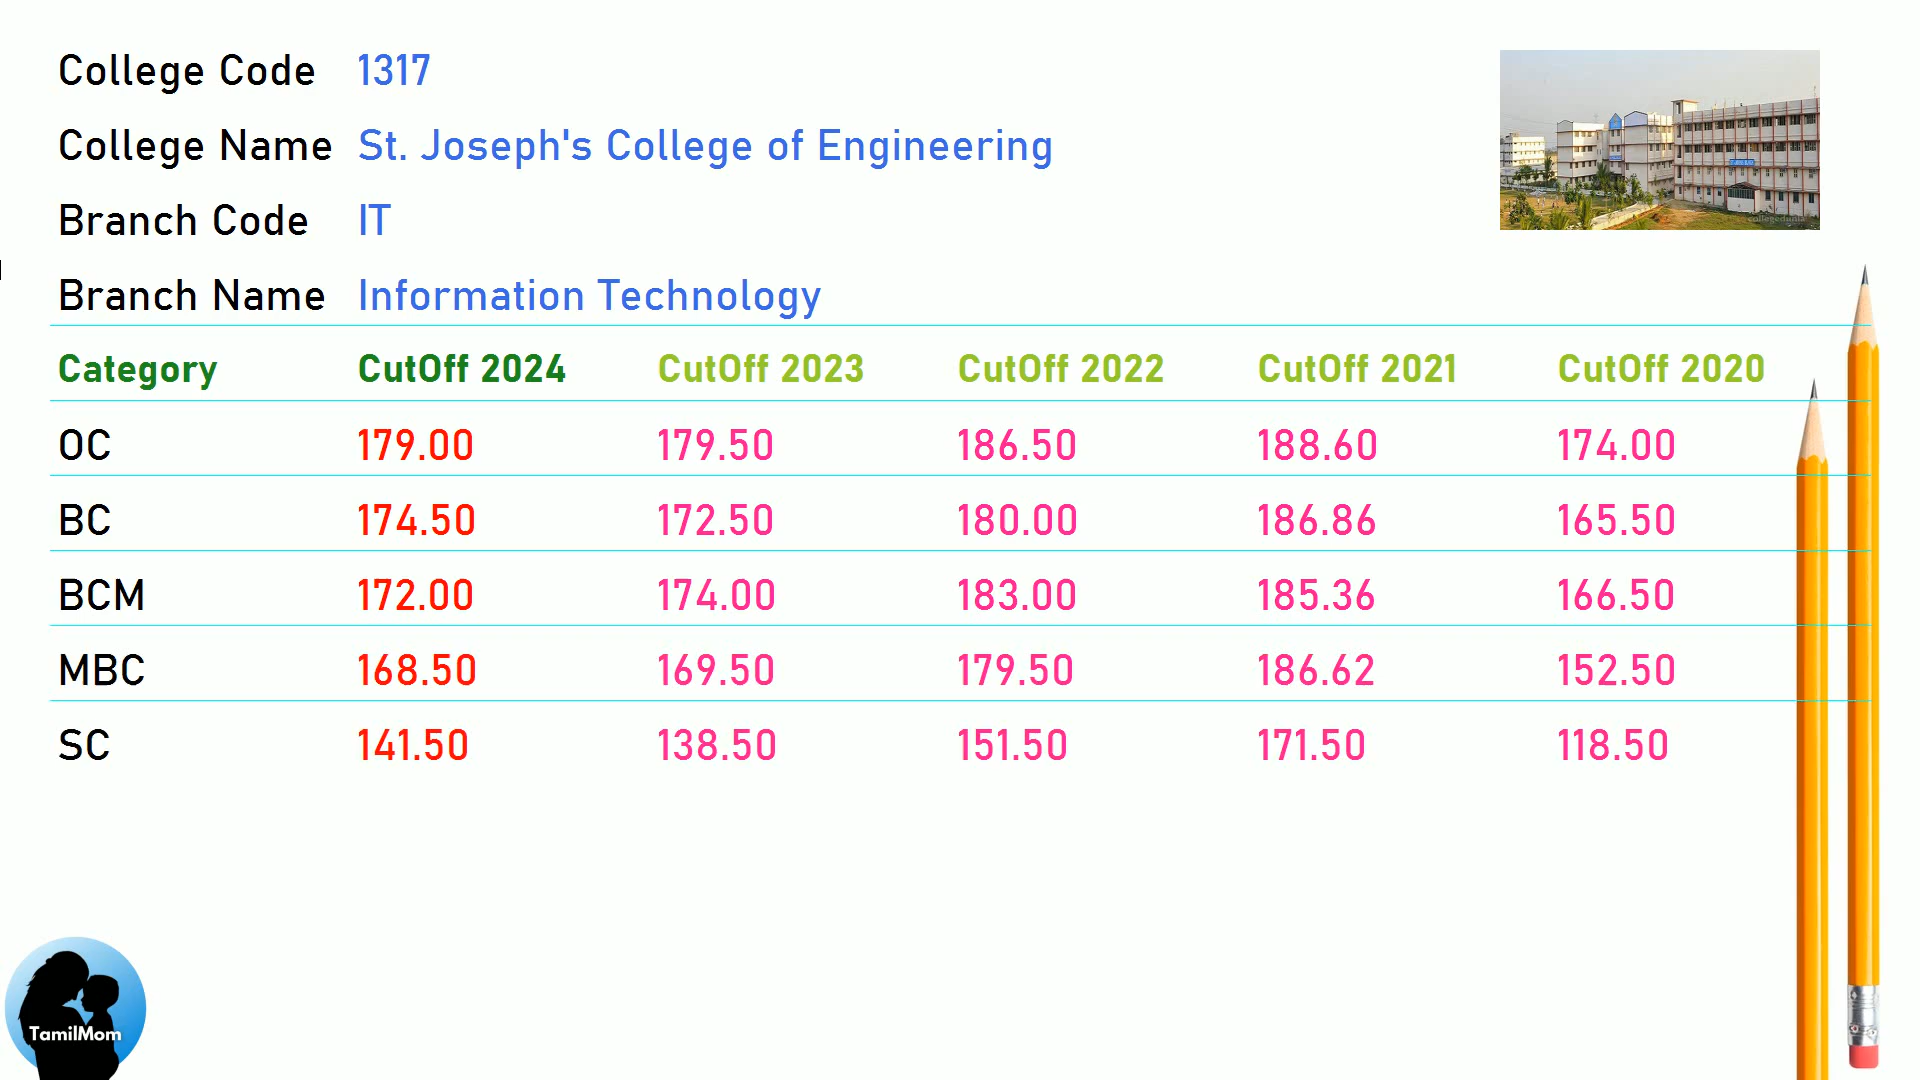 College Code 1317
College Name St. Joseph's College of Engineering
Branch Code IT
Branch Name Information Technology
Category CutOff 2024 CutOff 2023 CutOff 2022 CutOff 2021 CutOff 2020
OC 179.00 179.50 186.50 188.60 174.00
BC 174.50 172.50 180.00 186.86 165.50
BCM 172.00 174.00 183.00 185.36 166.50
MBC 168.50 169.50 179.50 186.62 152.50
SC 141.50 138.50 151.50 171.50 118.50
TamilMom